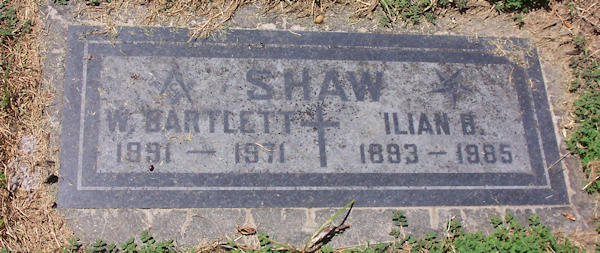 SHAW
W. BARTLETT ILIAN B.
1891 — 1971 1893 — 1985